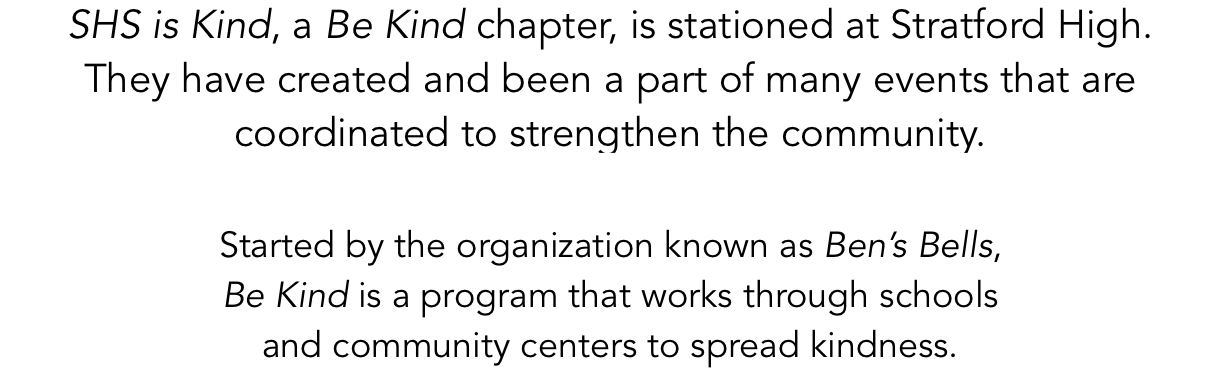 SHS is Kind, a Be Kind chapter, is stationed at Stratford High.
They have created and been a part of many events that are
coordinated to strengthen the community.
Started by the organization known as Ben’s Bells,
Be Kind is a program that works through schools
and community centers to spread kindness.